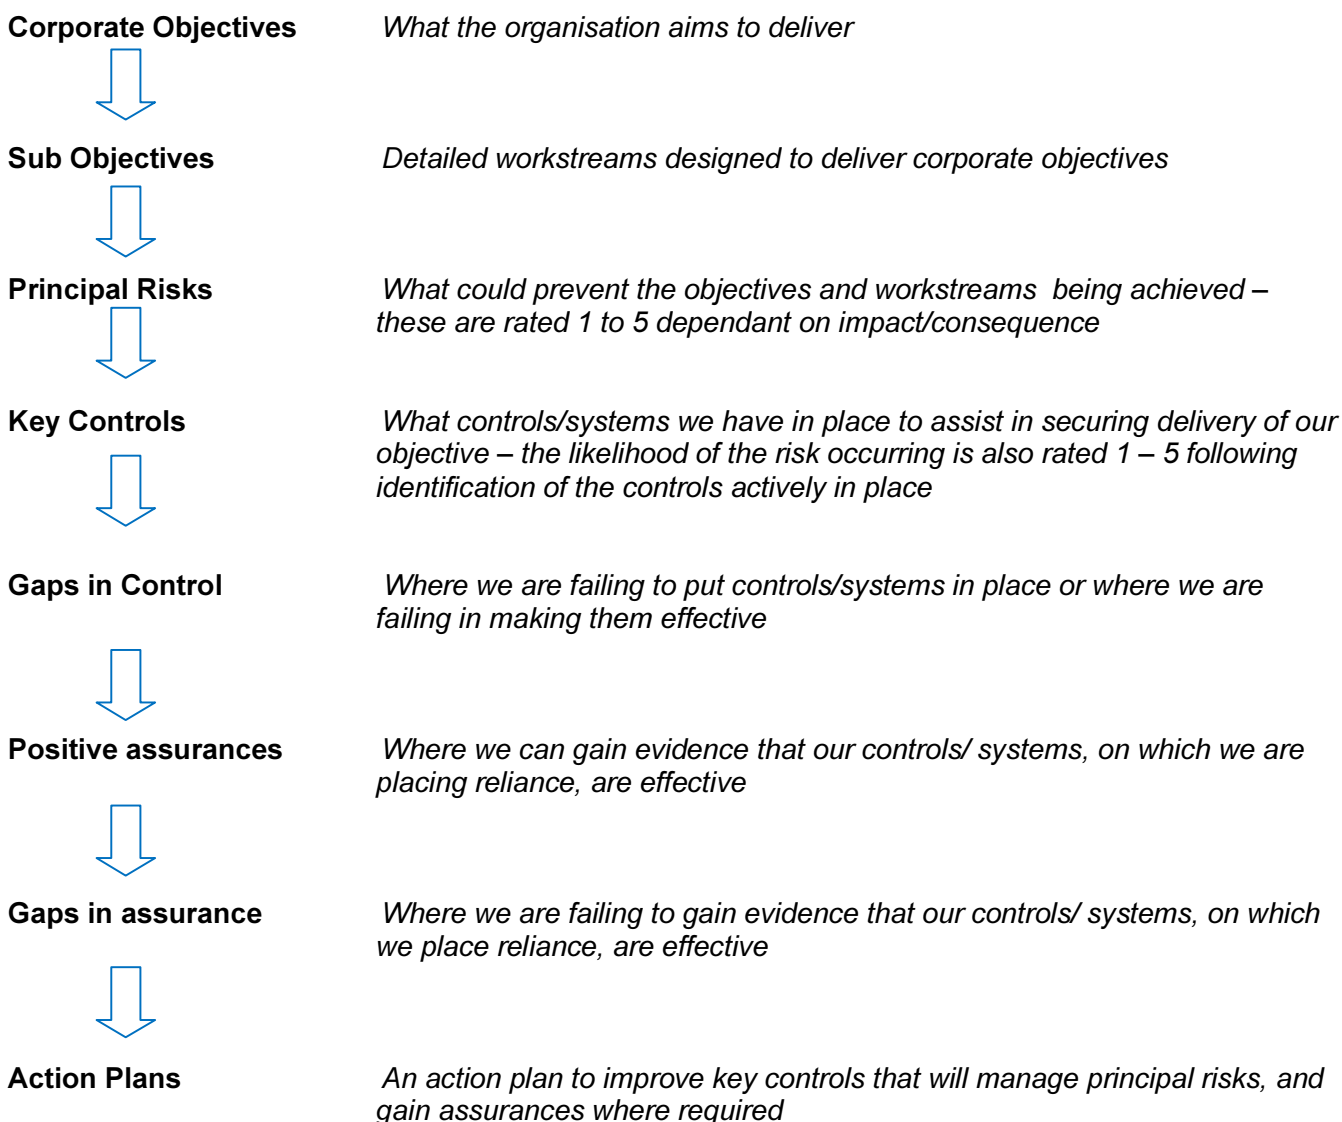 Corporate Objectives What the organisation aims to deliver
Sub Objectives Detailed workstreams designed to deliver corporate objectives
Principal Risks What could prevent the objectives and workstreams being achieved –
these are rated 1 to 5 dependant on impact/consequence
Key Controls What controls/systems we have in place to assist in securing delivery of our
objective – the likelihood of the risk occurring is also rated 1 – 5 following
identification of the controls actively in place
Gaps in Control Where we are failing to put controls/systems in place or where we are
failing in making them effective
Positive assurances Where we can gain evidence that our controls/ systems, on which we are
placing reliance, are effective
Gaps in assurance Where we are failing to gain evidence that our controls/ systems, on which
we place reliance, are effective
Action Plans An action plan to improve key controls that will manage principal risks, and
gain assurances where required